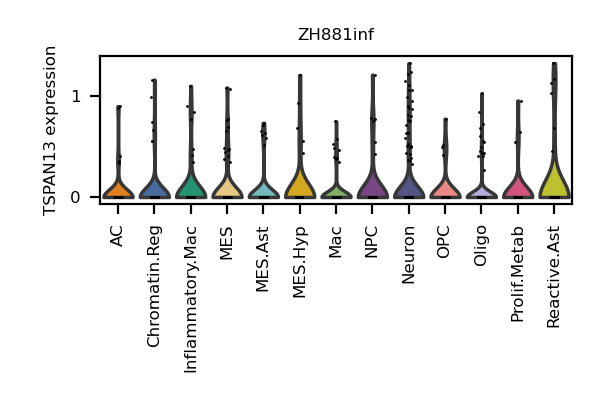 ZH881inf
TSPAN13 expression
1
0
AC
Chromatin.Reg
Inflammatory.Mac
MES
MES.Ast
MES.Hyp
Mac
NPC
Neuron
OPC
Oligo
Prolif.Metab
Reactive.Ast